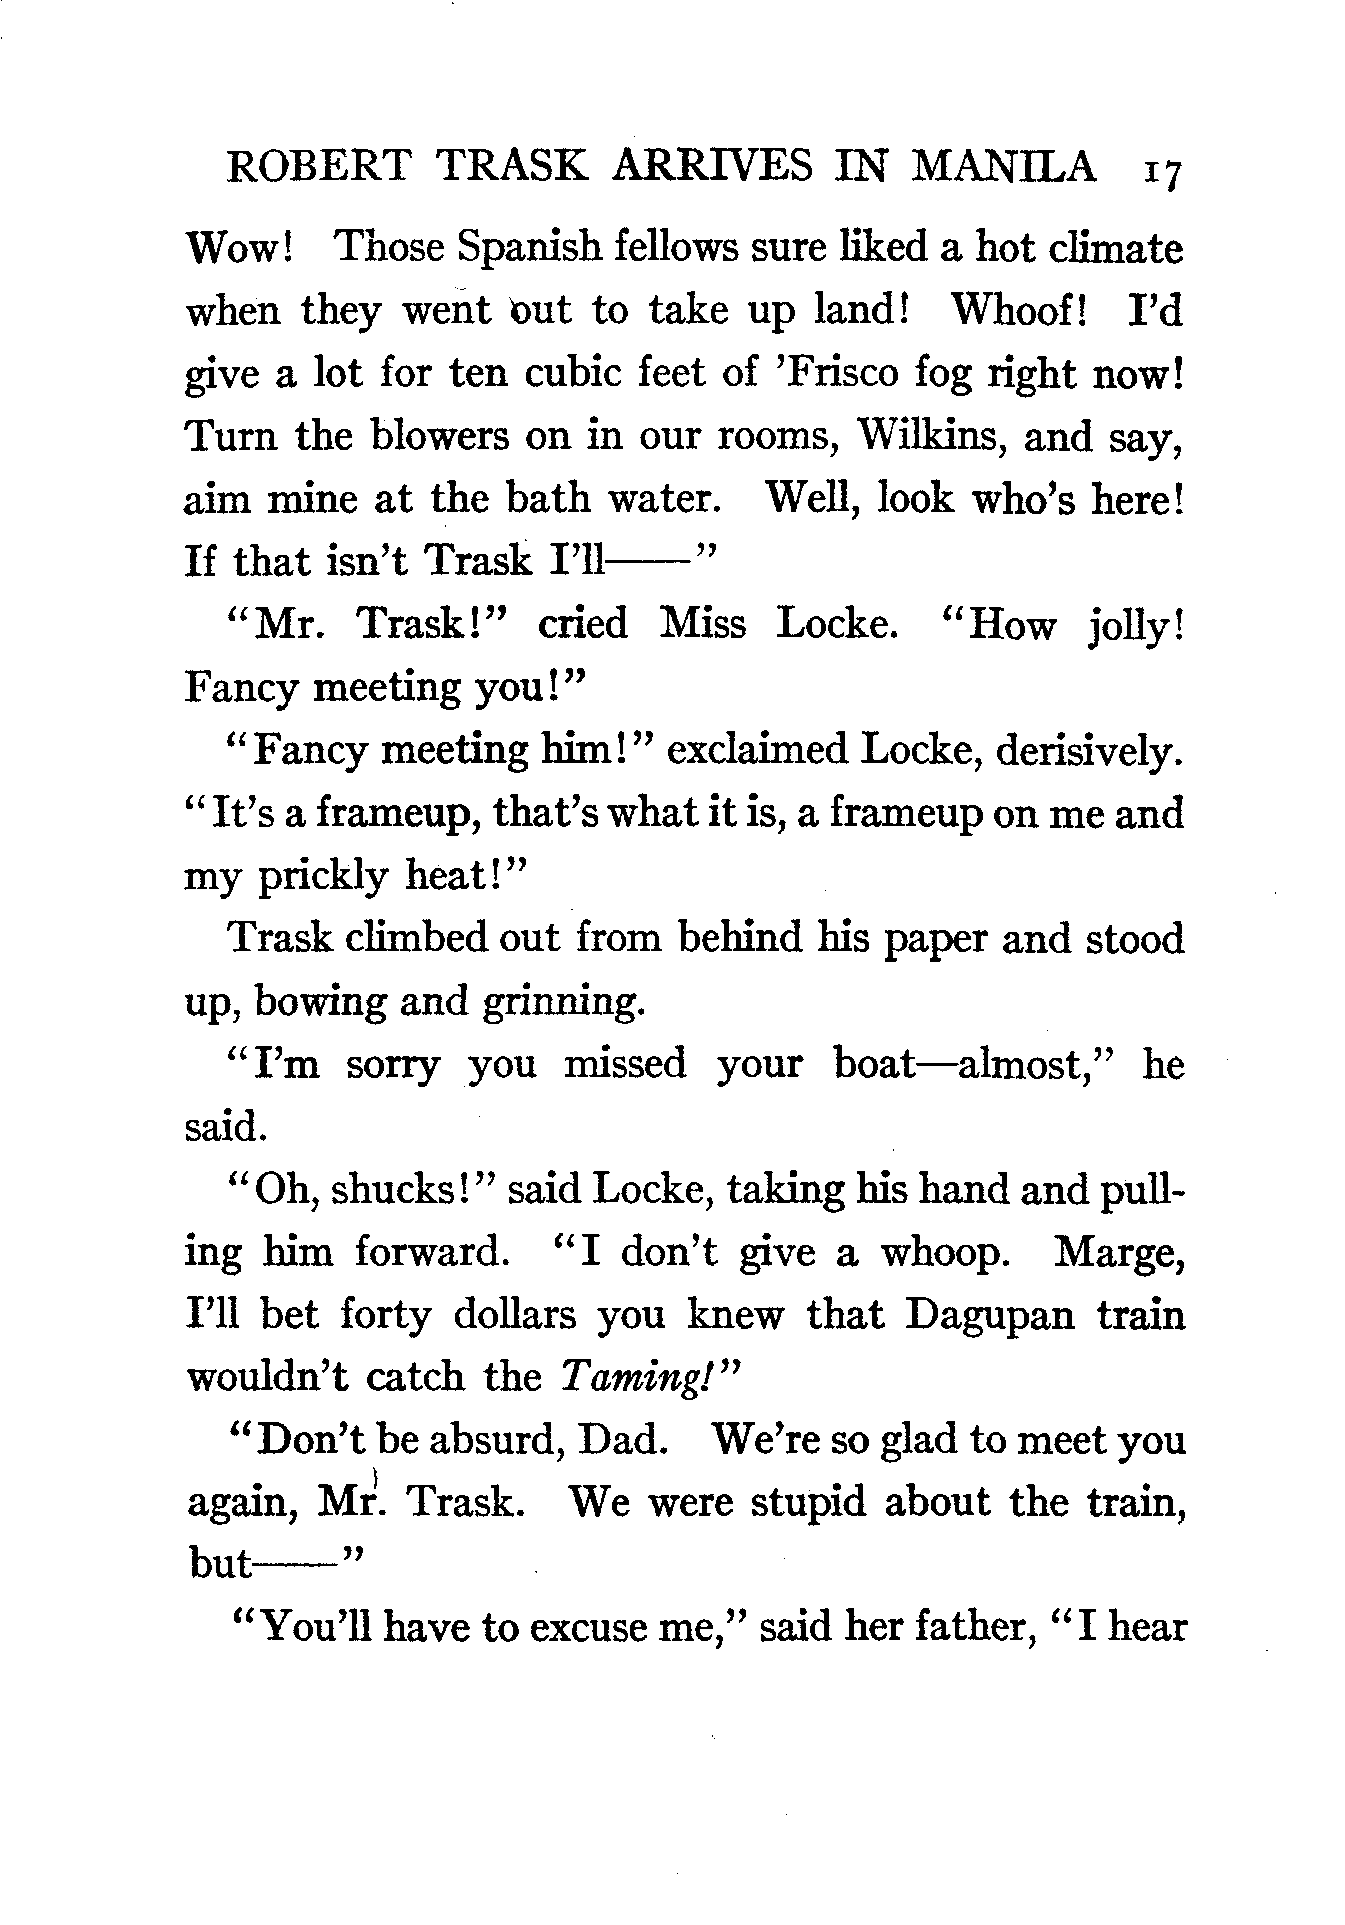 ROBERT TRASK ARRIVES IN MANILA 17
Wow! Those Spanish fellows sure liked a hot climate
when they went out to take up land! Whoof! I'd
give a lot for ten cubic feet of 'Frisco fog right now!
Turn the blowers on in our rooms, Wilkins, and say,
aim mine at the bath water. Well, look who's here!
If that isn't Trask I'll——"
"Mr. Trask!" cried Miss Locke. "How jolly!
Fancy meeting you!"
"Fancy meeting him!" exclaimed Locke, derisively.
"It's a frameup, that's what it is, a frameup on me and
my prickly heat!"
Trask climbed out from behind his paper and stood
up, bowing and grinning.
"I'm sorry you missed your boat—almost," he
said.
"Oh, shucks!" said Locke, taking his hand and pull-
ing him forward. "I don't give a whoop. Marge,
I'll bet forty dollars you knew that Dagupan train
wouldn't catch the Taming!"
"Don't be absurd, Dad. We're so glad to meet you
again, Mr. Trask. We were stupid about the train,
but——"
"You'll have to excuse me," said her father, "I hear